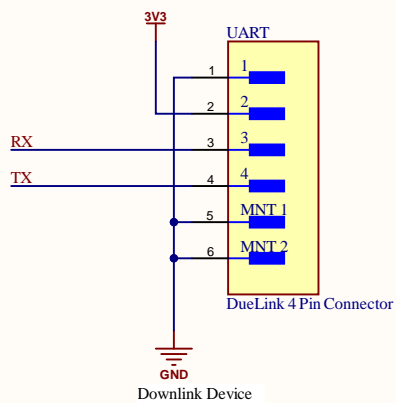 3V3
UART
1 1
2 2
RX 3 3
TX 4 4
5 MNT 1
6 MNT 2
DueLink 4 Pin Connector
GND
Downlink Device